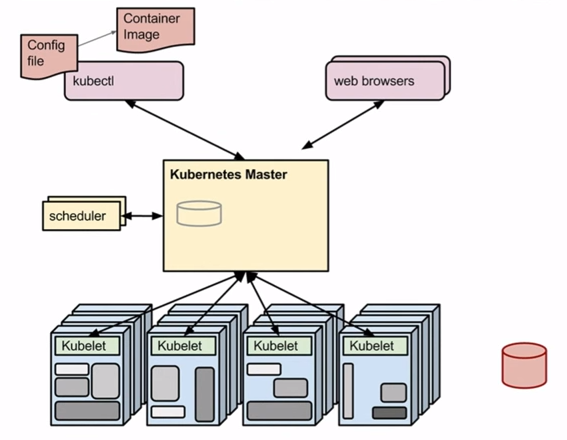 Container
Image
Config
file
kubectl
web browsers
Kubernetes Master
scheduler
Kubelet
Kubelet
Kubelet
Kubelet